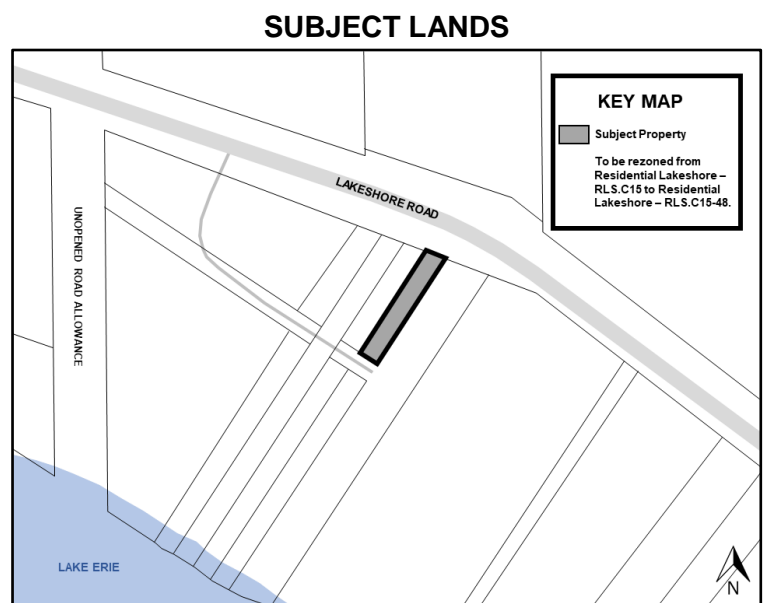 SUBJECT LANDS
KEY MAP
Subject Property
To be rezoned from
Residential Lakeshore –
RLS.C15 to Residential
Lakeshore – RLS.C15-48.
LAKESHORE ROAD
UNOPENED ROAD ALLOWANCE
LAKE ERIE
N